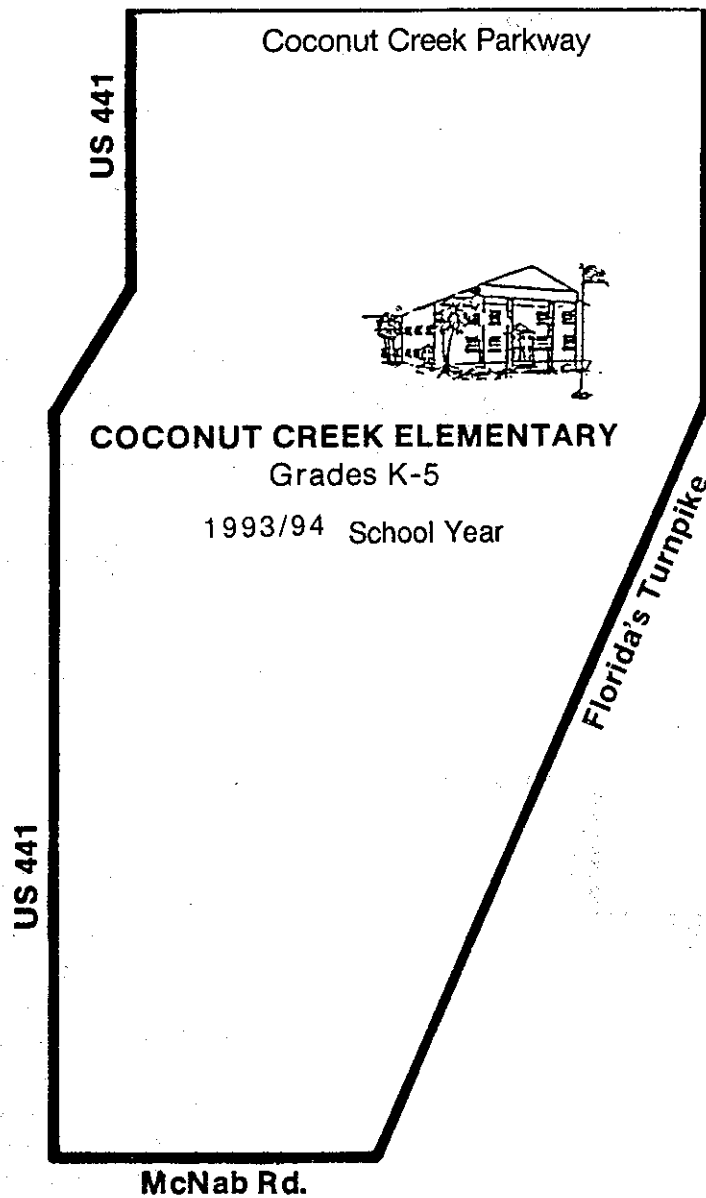 Coconut Creek Parkway
US 441
COCONUT CREEK ELEMENTARY
Grades K-5
1993/94 School Year
Florida's Turnpike
US 441
McNab Rd.